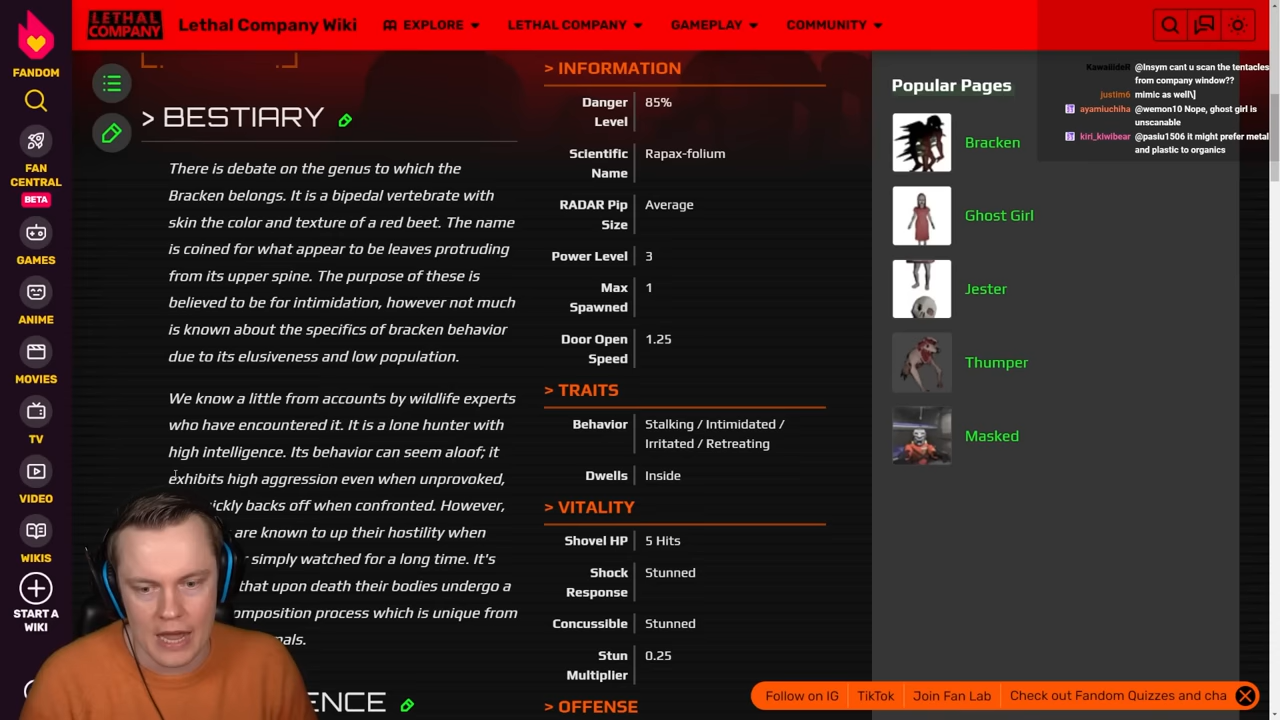 FANDOM
FAN
CENTRAL
BETA
GAMES
ANIME
MOVIES
TV
VIDEO
WIKIS
START A
WIKI
LETHAL
COMPANY
Lethal Company Wiki
EXPLORE
LETHAL COMPANY
GAMEPLAY
COMMUNITY
> BESTIARY
There is debate on the genus to which the
Bracken belongs. It is a bipedal vertebrate with
skin the color and texture of a red beet. The name
is coined for what appear to be leaves protruding
from its upper spine. The purpose of these is
believed to be for intimidation, however not much
is known about the specifics of bracken behavior
due to its elusiveness and low population.
We know a little from accounts by wildlife experts
who have encountered it. It is a lone hunter with
high intelligence. Its behavior can seem aloof; it
exhibits high aggression even when unprovoked,
backs off when confronted. However,
are known to up their hostility when
simply watched for a long time. It's
that upon death their bodies undergo a
process which is unique from
> INFORMATION
Danger
Level
85%
Scientific
Name
Rapax-folium
RADAR Pip
Size
Average
Power Level
3
Max
Spawned
1
Door Open
Speed
1.25
> TRAITS
Behavior
Stalking / Intimidated /
Irritated / Retreating
Dwells
Inside
> VITALITY
Shovel HP
5 Hits
Shock
Response
Stunned
Concussible
Stunned
Stun
Multiplier
0.25
> OFFENSE
Popular Pages
Bracken
Ghost Girl
Jester
Thumper
Masked
KawaiideR @Insym cant u scan the tentacles
from company window??
justim6 mimic as well\]
ayamiuchiha @wemon10 Nope, ghost girl is
unscanable
kiri_kiwibear @pasiu1506 it might prefer metal
and plastic to organics
Follow on IG
TikTok
Join Fan Lab
Check out Fandom Quizzes and cha